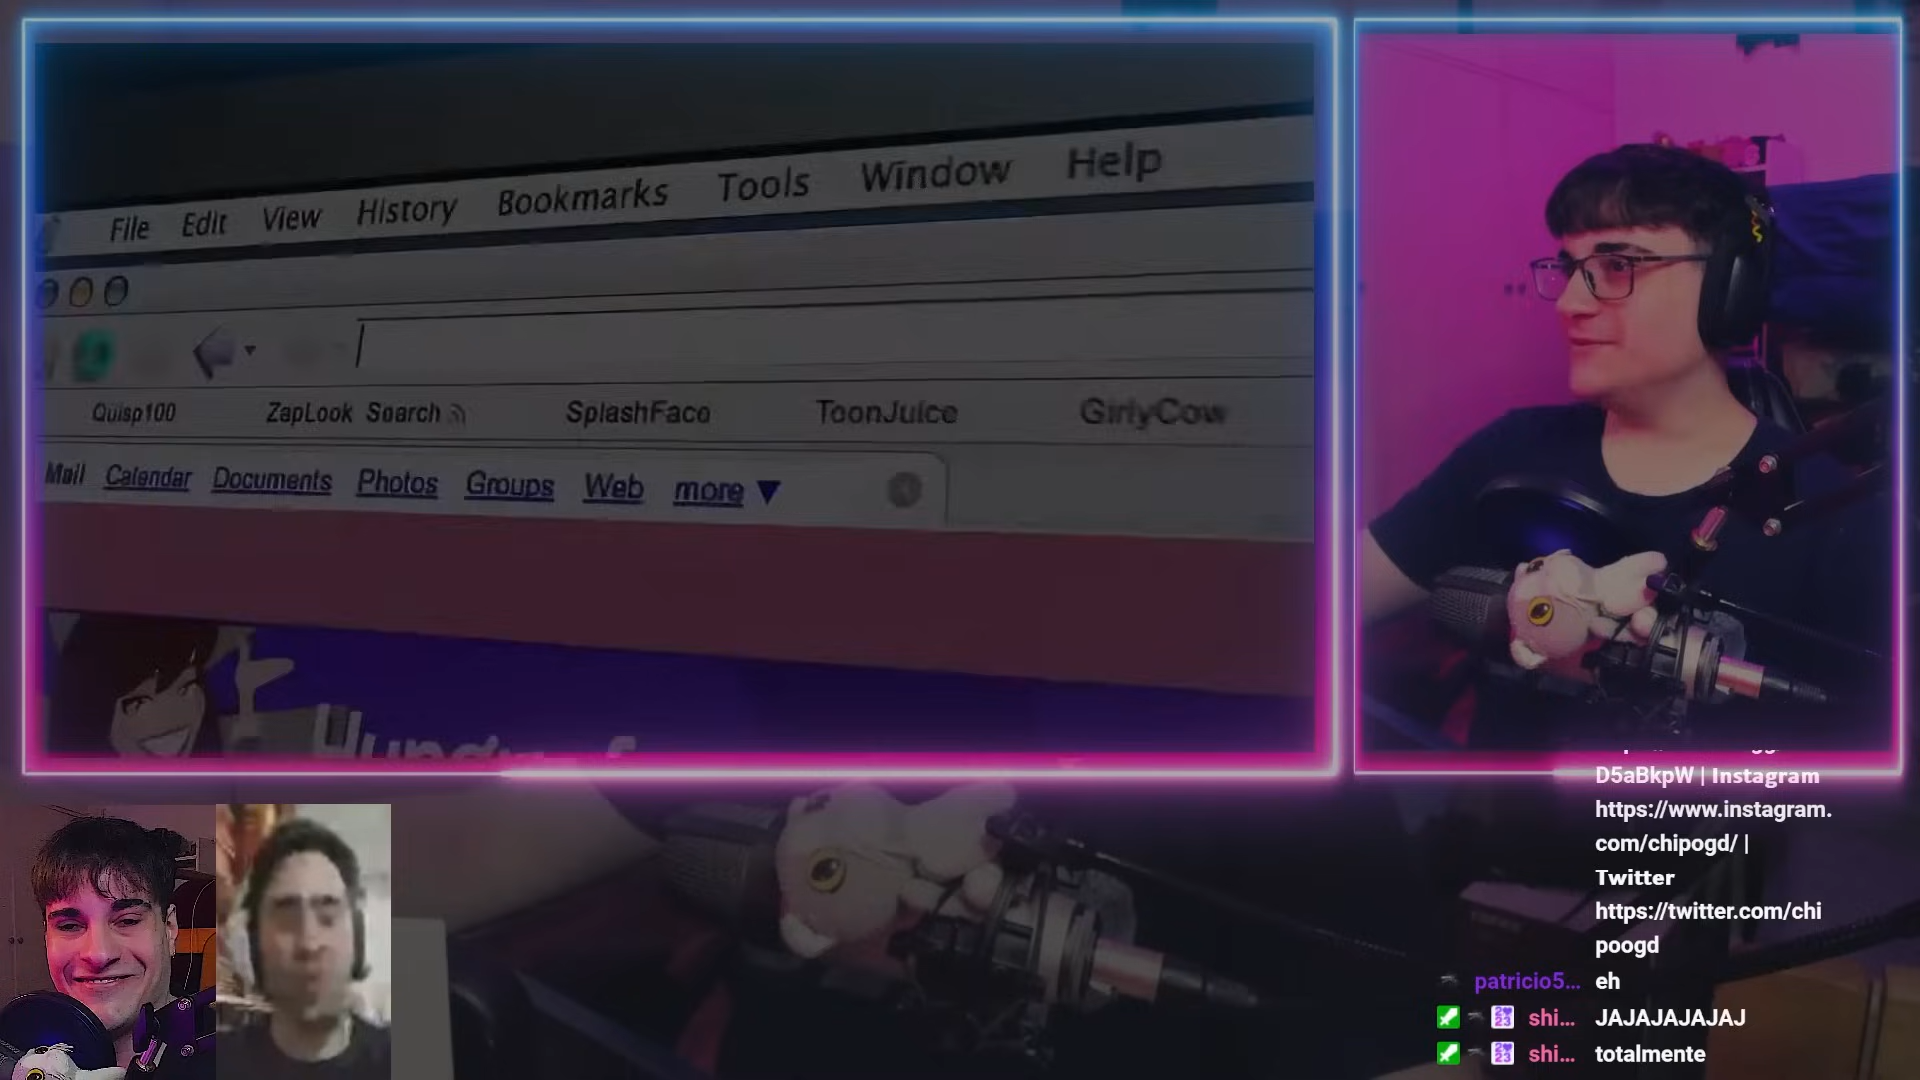 File Edit View History Bookmarks Tools Window Help
Quisp100 ZapLook Search SplashFace ToonJuice GirlyCow
Mail Calendar Documents Photos Groups Web more
D5aBkpW | Instagram
https://www.instagram.
com/chipogd/ |
Twitter
https://twitter.com/chi
poogd
patricio5... eh
shi... JAJAJAJAJAJ
shi... totalmente